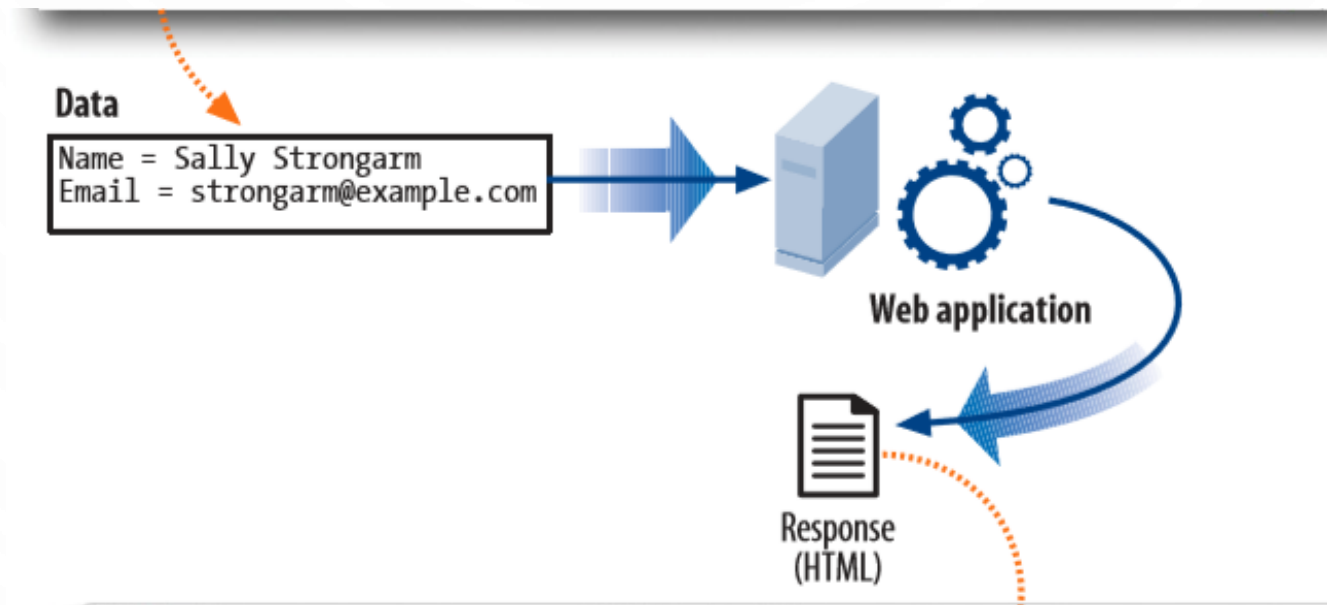 Data
Name = Sally Strongarm
Email = strongarm@example.com
Web application
Response
(HTML)